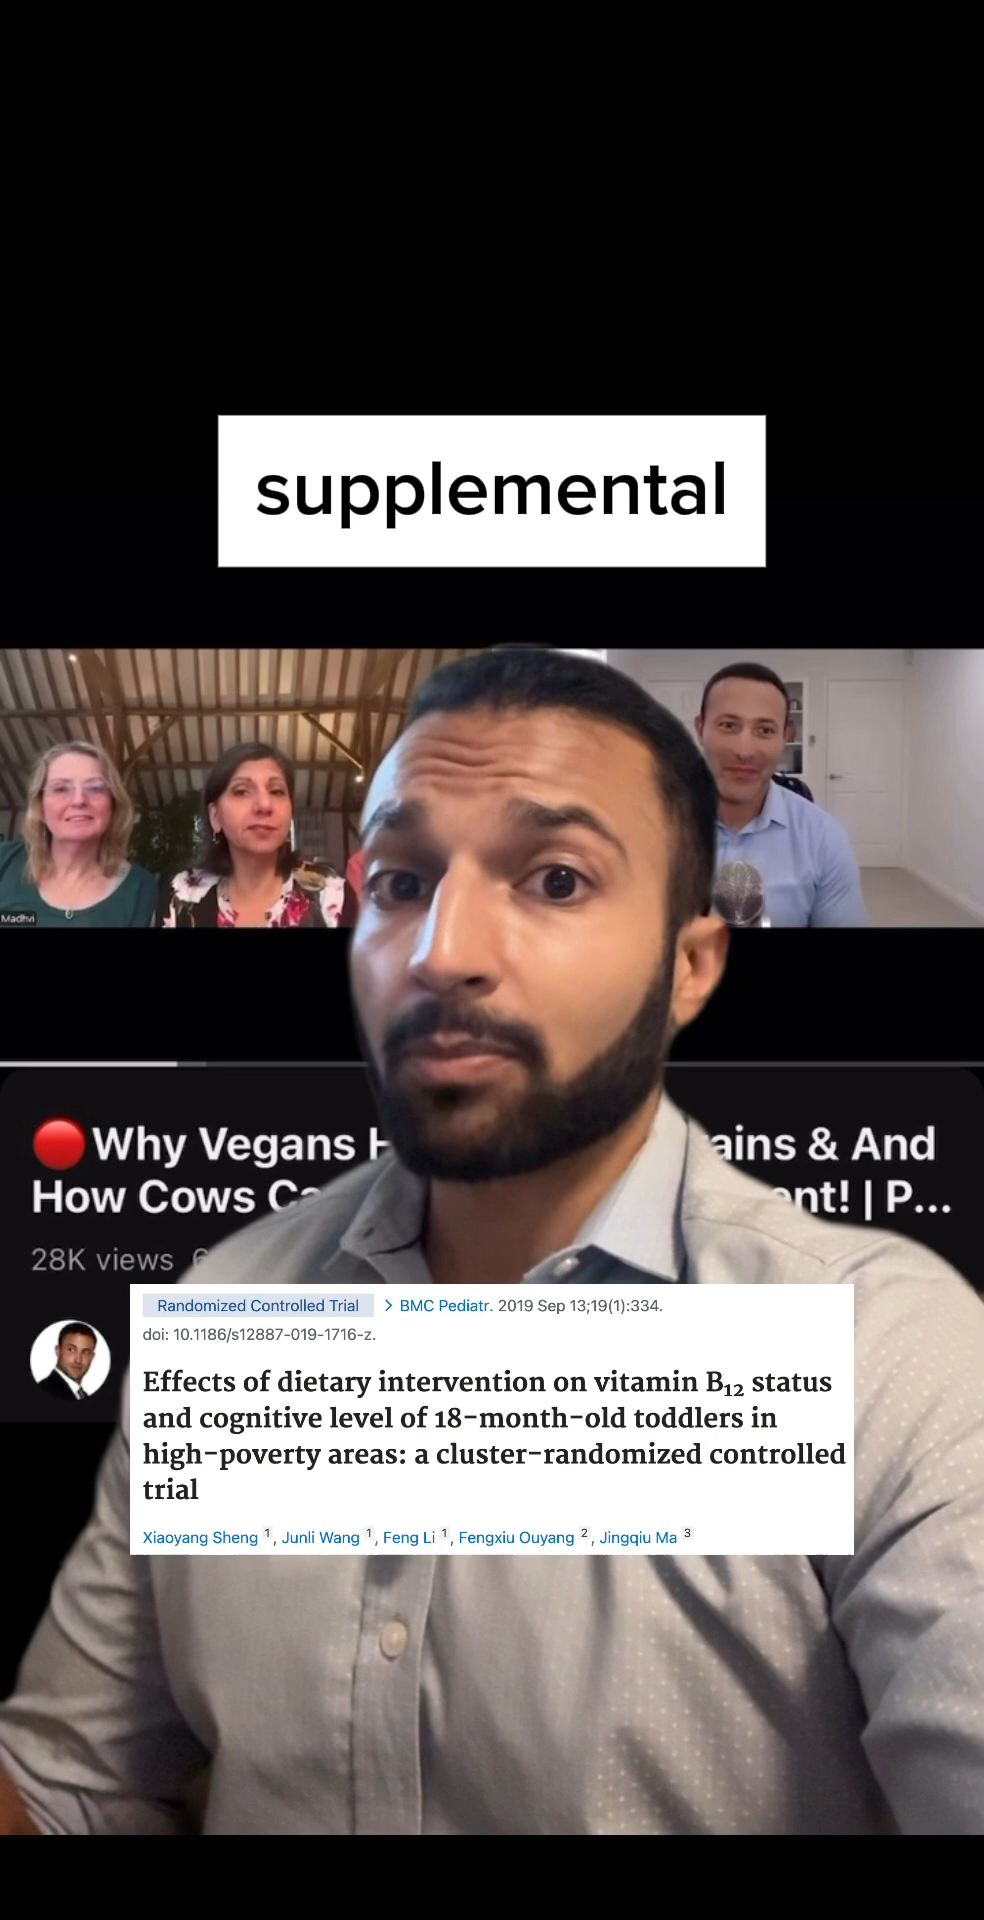 supplemental
Madhvi
🔴Why Vegans H ains & And
How Cows Ca nt! | P...
28K views 6
Randomized Controlled Trial > BMC Pediatr. 2019 Sep 13;19(1):334.
doi: 10.1186/s12887-019-1716-z.
Effects of dietary intervention on vitamin B₁₂ status
and cognitive level of 18-month-old toddlers in
high-poverty areas: a cluster-randomized controlled
trial
Xiaoyang Sheng 1, Junli Wang 1, Feng Li 1, Fengxiu Ouyang 2, Jingqiu Ma 3